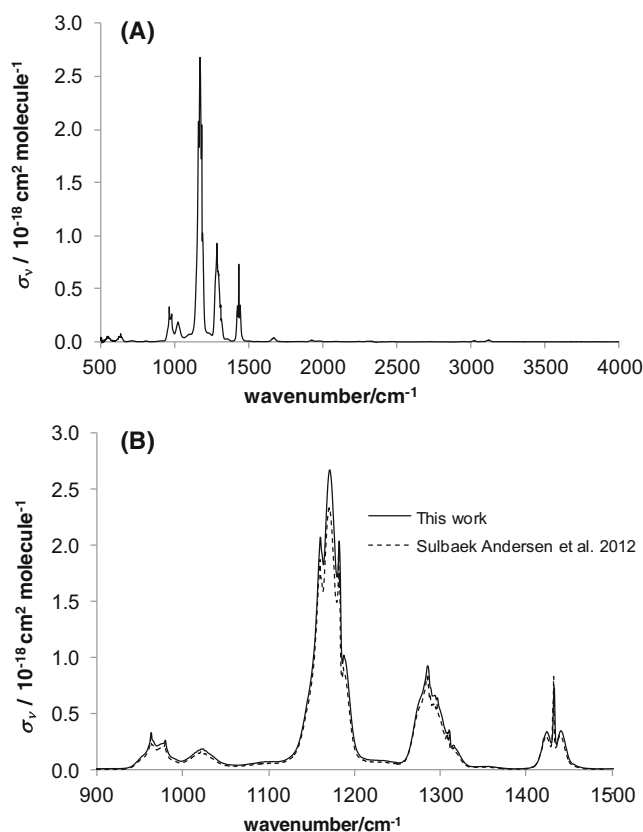 (A)
3.0
2.5
2.0
1.5
1.0
0.5
0.0
σν / 10-18 cm2 molecule-1
500 1000 1500 2000 2500 3000 3500 4000
wavenumber/cm-1
(B)
3.0
2.5
2.0
1.5
1.0
0.5
0.0
σν / 10-18 cm2 molecule-1
This work
Sulbaek Andersen et al. 2012
900 1000 1100 1200 1300 1400 1500
wavenumber/cm-1